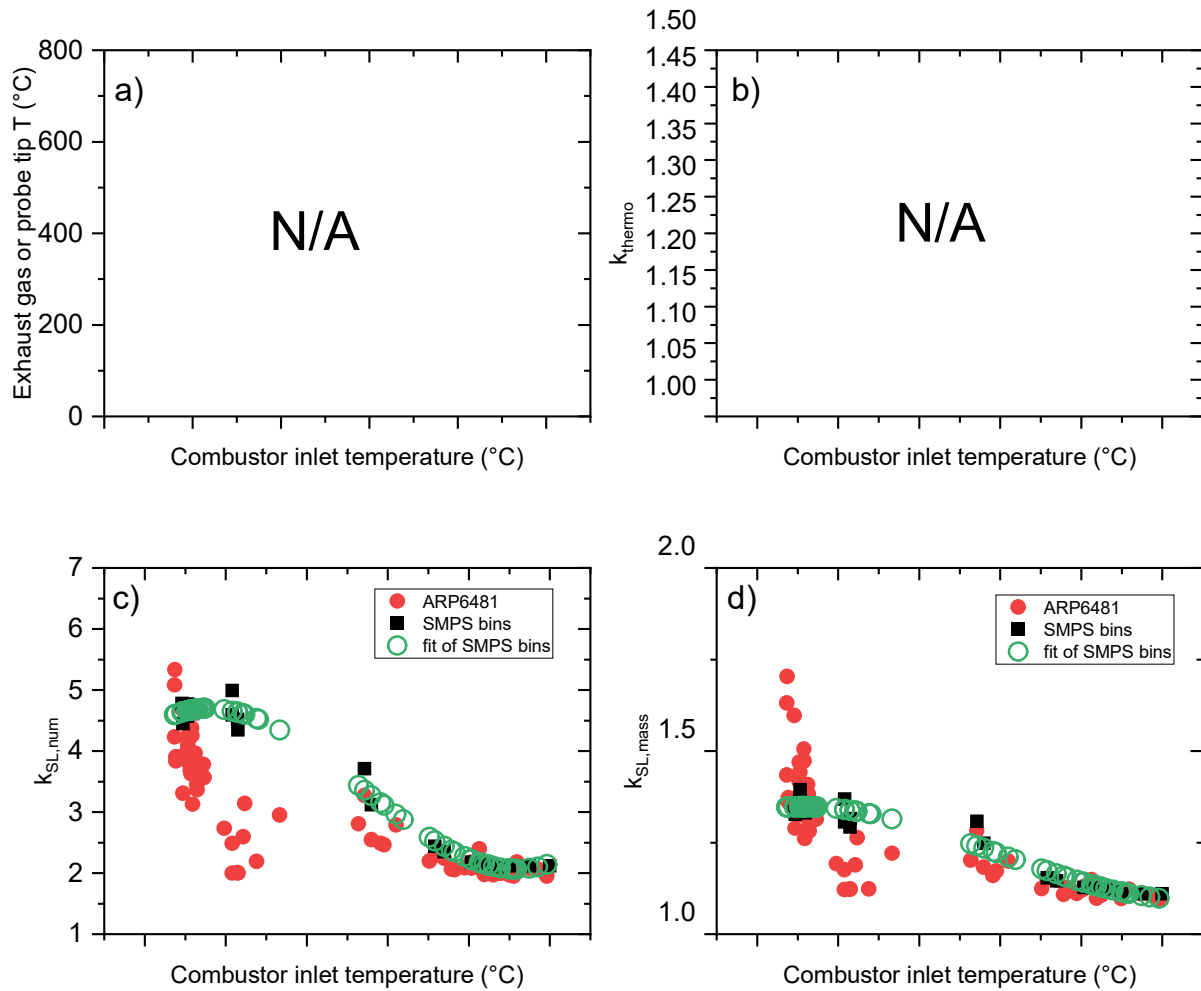 a)
Exhaust gas or probe tip T (°C)
800
600
400
200
0
N/A
Combustor inlet temperature (°C)
b)
k_thermo
1.50
1.45
1.40
1.35
1.30
1.25
1.20
1.15
1.10
1.05
1.00
N/A
Combustor inlet temperature (°C)
c)
k_SL,num
7
6
5
4
3
2
1
ARP6481
SMPS bins
fit of SMPS bins
Combustor inlet temperature (°C)
d)
k_SL,mass
2.0
1.5
1.0
ARP6481
SMPS bins
fit of SMPS bins
Combustor inlet temperature (°C)